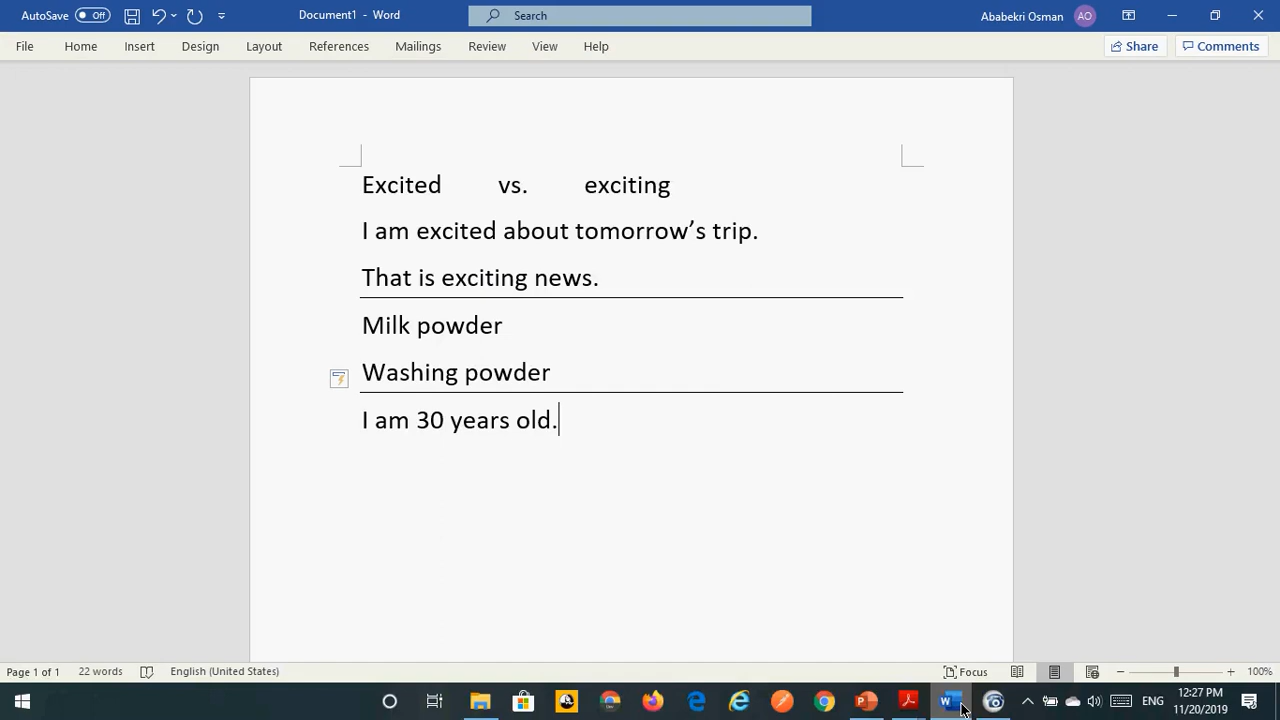 AutoSave Off Document1 - Word Search Ababekri Osman AO
File Home Insert Design Layout References Mailings Review View Help Share Comments
Excited vs. exciting
I am excited about tomorrow’s trip.
That is exciting news.
Milk powder
Washing powder
I am 30 years old.
Page 1 of 1 22 words English (United States) Focus 100%
ENG 12:27 PM
11/20/2019